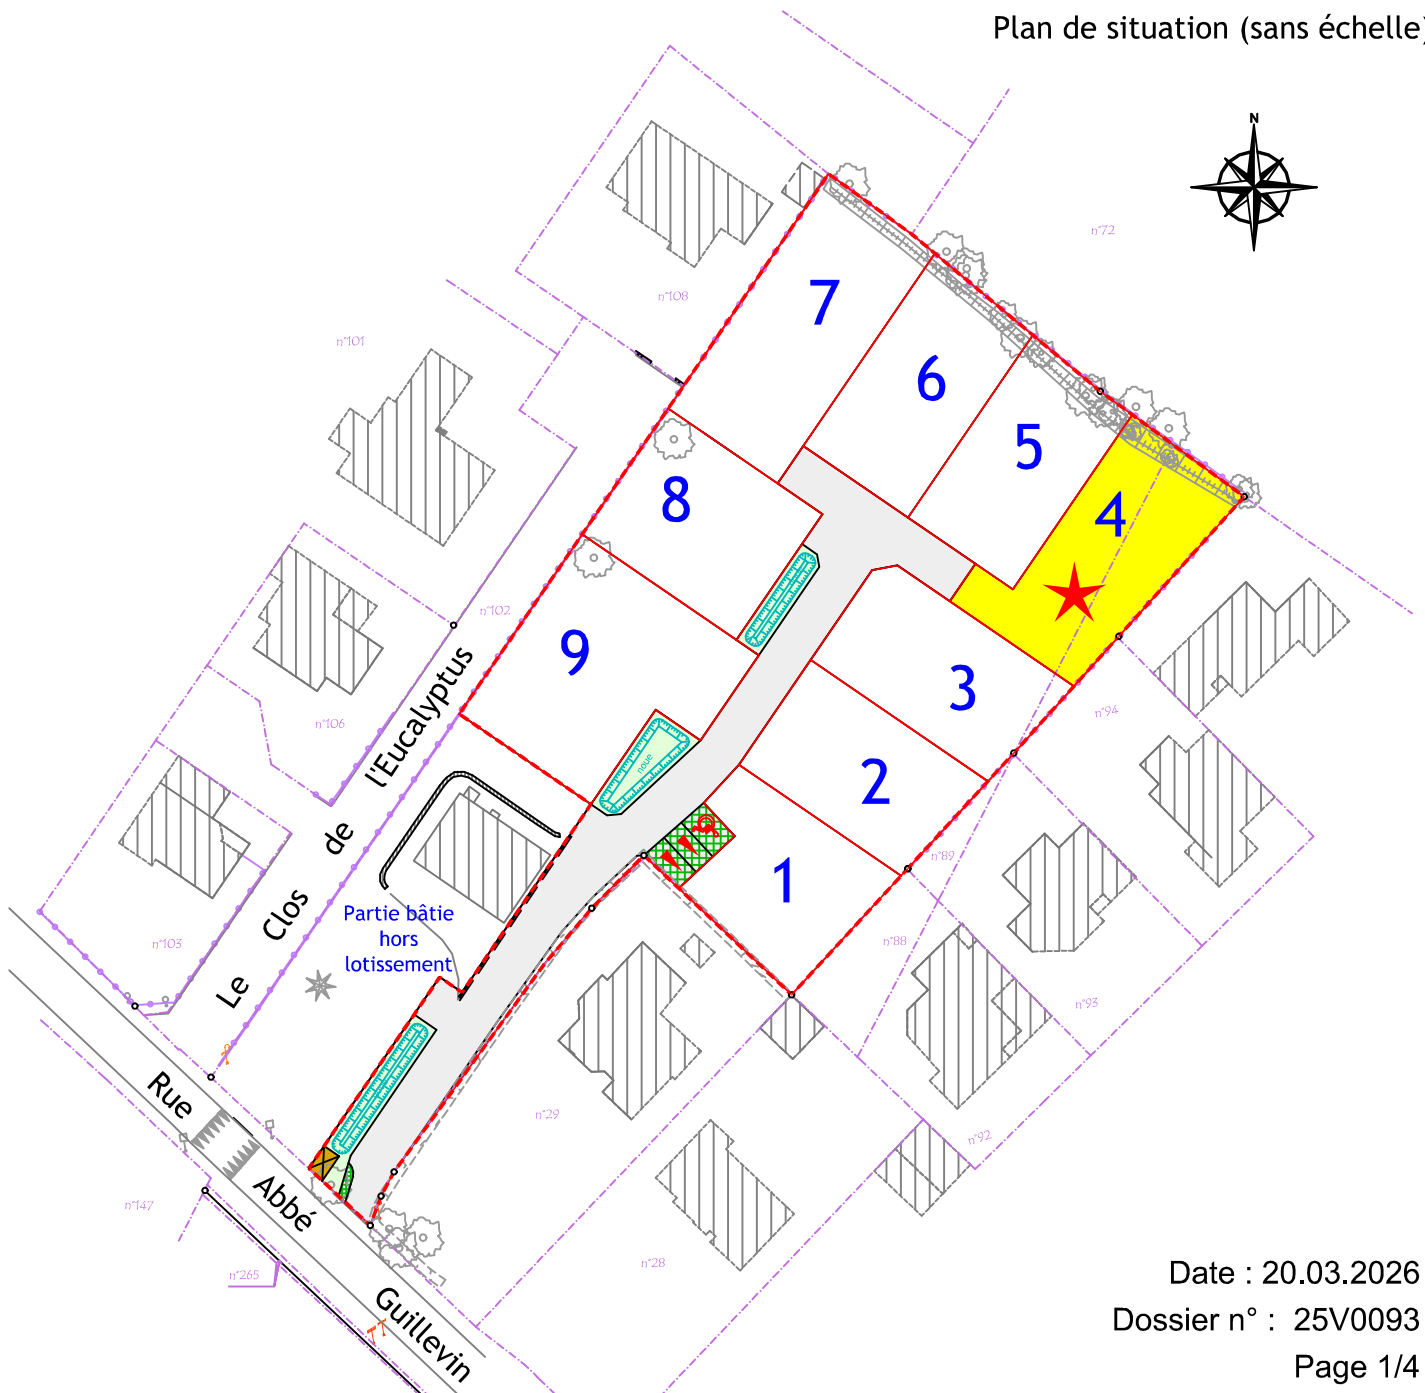 Plan de situation (sans échelle)
N
n°72
7
n°108
n°101
6
5
8
4
n°102
9
3
n°106
n°94
Le Clos de l'Eucalyptus
noue
2
n°89
1
Partie bâtie
hors
lotissement
n°103
n°88
n°93
Rue Abbé Guillevin
n°29
n°92
n°147
n°28
n°265
Date : 20.03.2026
Dossier n° : 25V0093
Page 1/4